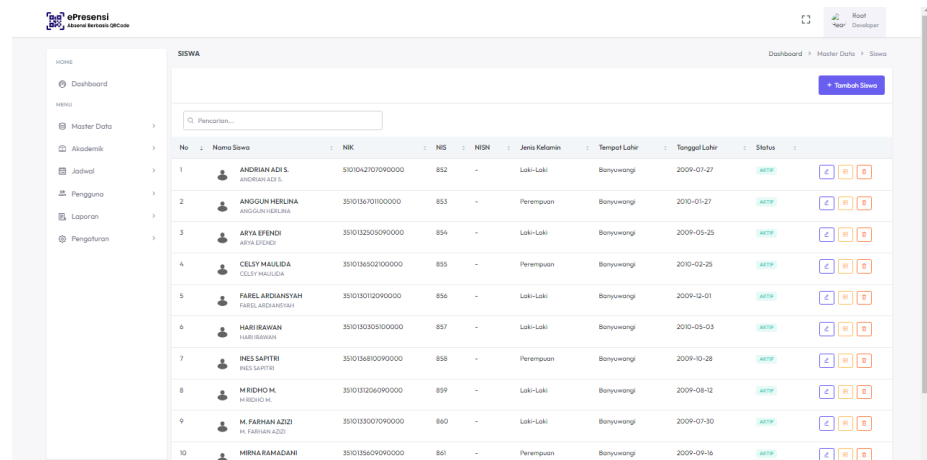 ePresensi
Absensi Berbasis QRCode
Root
Developer
HOME
Dashboard
MENU
Master Data
Akademik
Jadwal
Pengguna
Laporan
Pengaturan
SISWA
Dashboard > Master Data > Siswa
+ Tambah Siswa
Pencarian...
No Nama Siswa NIK NIS NISN Jenis Kelamin Tempat Lahir Tanggal Lahir Status
1 ANDRIAN ADI S. 5101042707090000 852 - Laki-Laki Banyuwangi 2009-07-27 AKTIF
ANDRIAN ADI S.
2 ANGGUN HERLINA 3510136701100000 853 - Perempuan Banyuwangi 2010-01-27 AKTIF
ANGGUN HERLINA
3 ARYA EFENDI 3510132505090000 854 - Laki-Laki Banyuwangi 2009-05-25 AKTIF
ARYA EFENDI
4 CELSY MAULIDA 3510136502100000 855 - Perempuan Banyuwangi 2010-02-25 AKTIF
CELSY MAULIDA
5 FAREL ARDIANSYAH 3510130112090000 856 - Laki-Laki Banyuwangi 2009-12-01 AKTIF
FAREL ARDIANSYAH
6 HARI IRAWAN 3510130305100000 857 - Laki-Laki Banyuwangi 2010-05-03 AKTIF
HARI IRAWAN
7 INES SAPITRI 3510136810090000 858 - Perempuan Banyuwangi 2009-10-28 AKTIF
INES SAPITRI
8 M RIDHO M. 3510131206090000 859 - Laki-Laki Banyuwangi 2009-08-12 AKTIF
M RIDHO M.
9 M. FARHAN AZIZI 3510133007090000 860 - Laki-Laki Banyuwangi 2009-07-30 AKTIF
M. FARHAN AZIZI
10 MIRNA RAMADANI 3510135609090000 861 - Perempuan Banyuwangi 2009-09-16 AKTIF